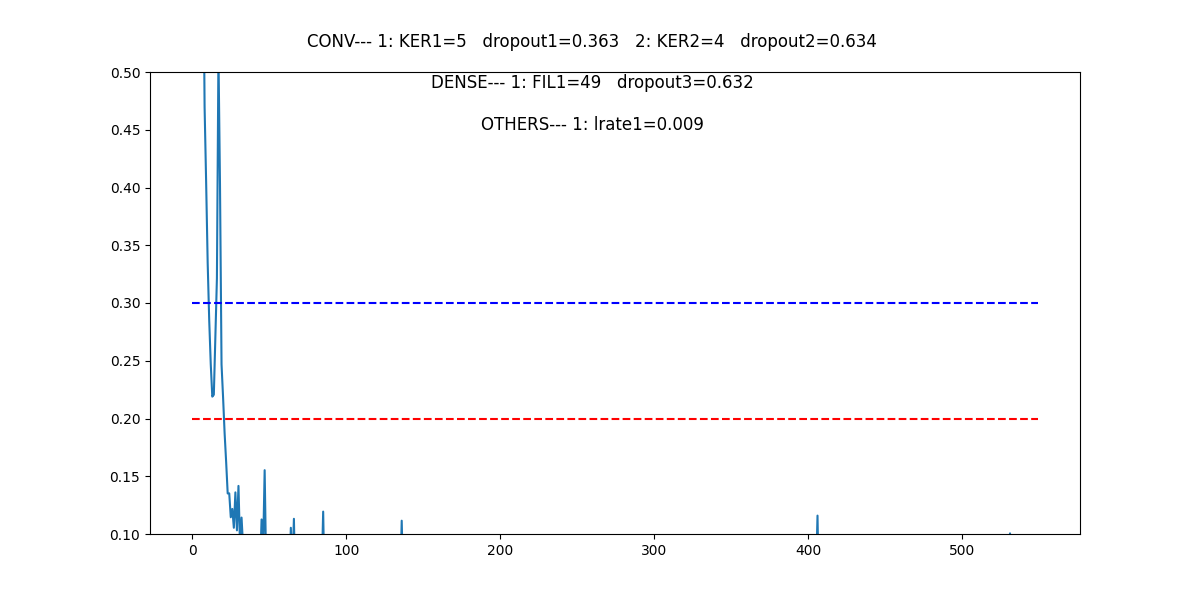 CONV--- 1: KER1=5 dropout1=0.363 2: KER2=4 dropout2=0.634
DENSE--- 1: FIL1=49 dropout3=0.632
OTHERS--- 1: lrate1=0.009
0.50
0.45
0.40
0.35
0.30
0.25
0.20
0.15
0.10
0 100 200 300 400 500